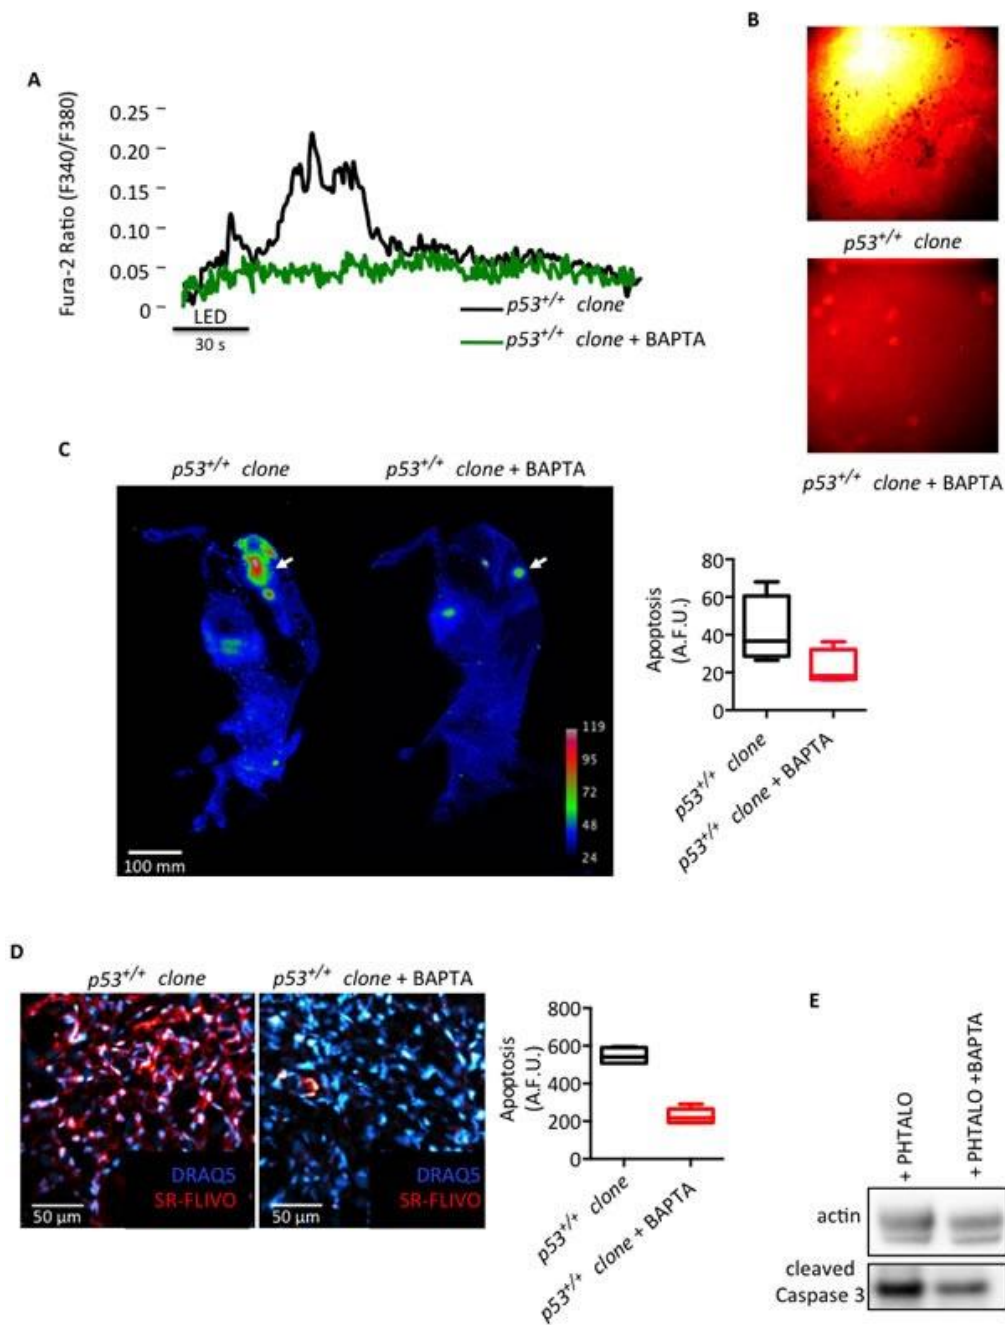 A
Fura-2 Ratio (F340/F380)
0.25
0.20
0.15
0.10
0.05
0
LED
30 s
p53+/+ clone
p53+/+ clone + BAPTA
B
p53+/+ clone
p53+/+ clone + BAPTA
C
p53+/+ clone
p53+/+ clone + BAPTA
100 mm
119
95
72
48
24
Apoptosis
(A.F.U.)
80
60
40
20
0
p53+/+ clone
p53+/+ clone + BAPTA
D
p53+/+ clone
p53+/+ clone + BAPTA
DRAQ5
SR-FLIVO
50 μm
DRAQ5
SR-FLIVO
50 μm
Apoptosis
(A.F.U.)
800
600
400
200
0
p53+/+ clone
p53+/+ clone + BAPTA
E
+ PHTALO
+ PHTALO +BAPTA
actin
cleaved
Caspase 3